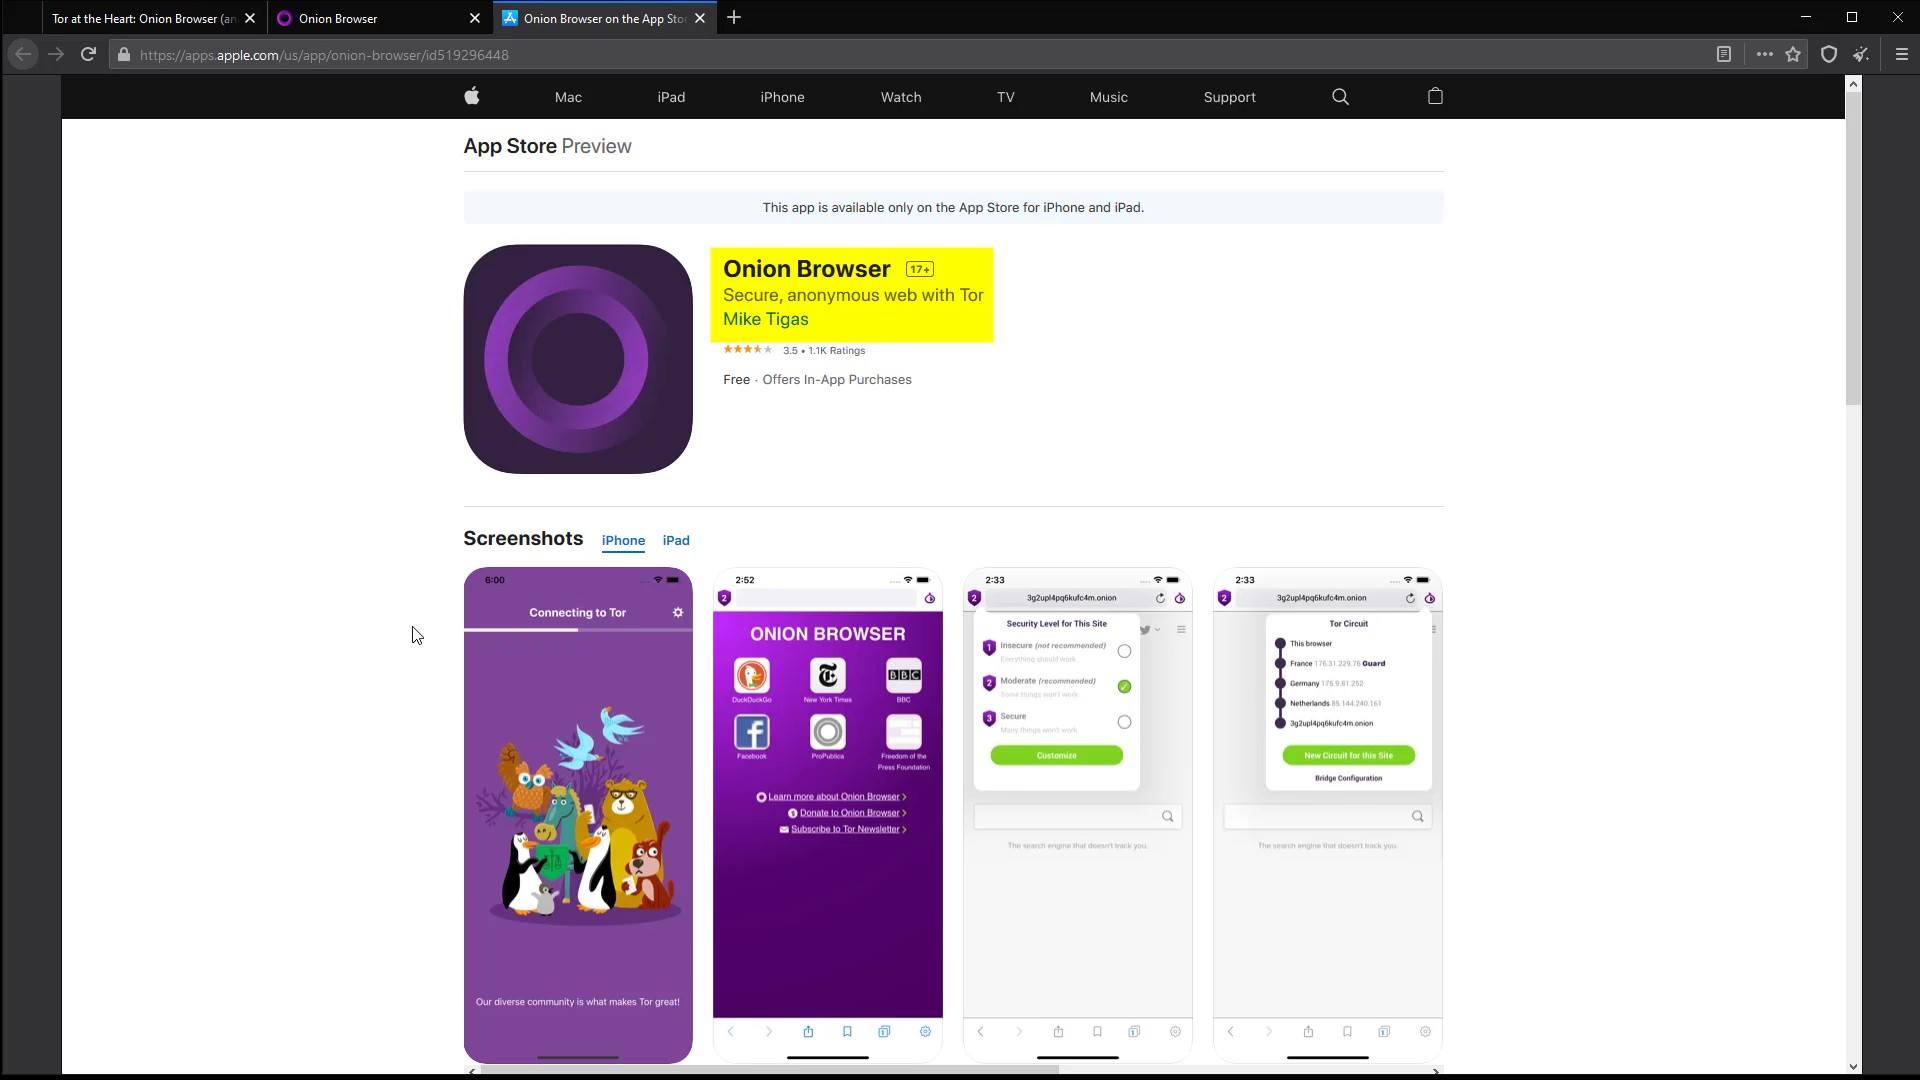 Tor at the Heart: Onion Browser (an
Onion Browser
Onion Browser on the App Stor
https://apps.apple.com/us/app/onion-browser/id519296448
Mac iPad iPhone Watch TV Music Support
App Store Preview
This app is available only on the App Store for iPhone and iPad.
Onion Browser 17+
Secure, anonymous web with Tor
Mike Tigas
3.5 • 1.1K Ratings
Free · Offers In-App Purchases
Screenshots iPhone iPad
6:00
Connecting to Tor
Our diverse community is what makes Tor great!
2:52
2
ONION BROWSER
DuckDuckGo New York Times BBC
Facebook ProPublica Freedom of the
Press Foundation
Learn more about Onion Browser >
Donate to Onion Browser >
Subscribe to Tor Newsletter >
2:33
2 3g2upl4pq6kufc4m.onion
Security Level for This Site
1 Insecure (not recommended)
Everything should work
2 Moderate (recommended)
Some things won't work
3 Secure
Many things won't work
Customize
The search engine that doesn't track you.
2:33
2 3g2upl4pq6kufc4m.onion
Tor Circuit
This browser
France 176.31.229.76 Guard
Germany 176.9.81.252
Netherlands 85.144.240.161
3g2upl4pq6kufc4m.onion
New Circuit for this Site
Bridge Configuration
The search engine that doesn't track you.